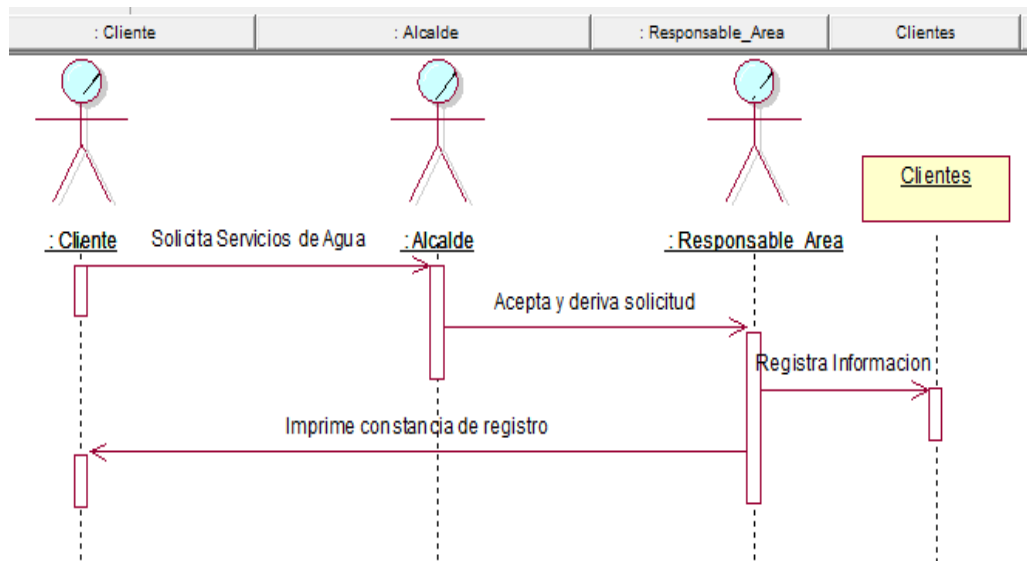 : Cliente
: Alcalde
: Responsable_Area
Clientes
Clientes
: Cliente
Solicita Servicios de Agua
: Alcalde
: Responsable_Area
Acepta y deriva solicitud
Registra Informacion
Imprime constancia de registro